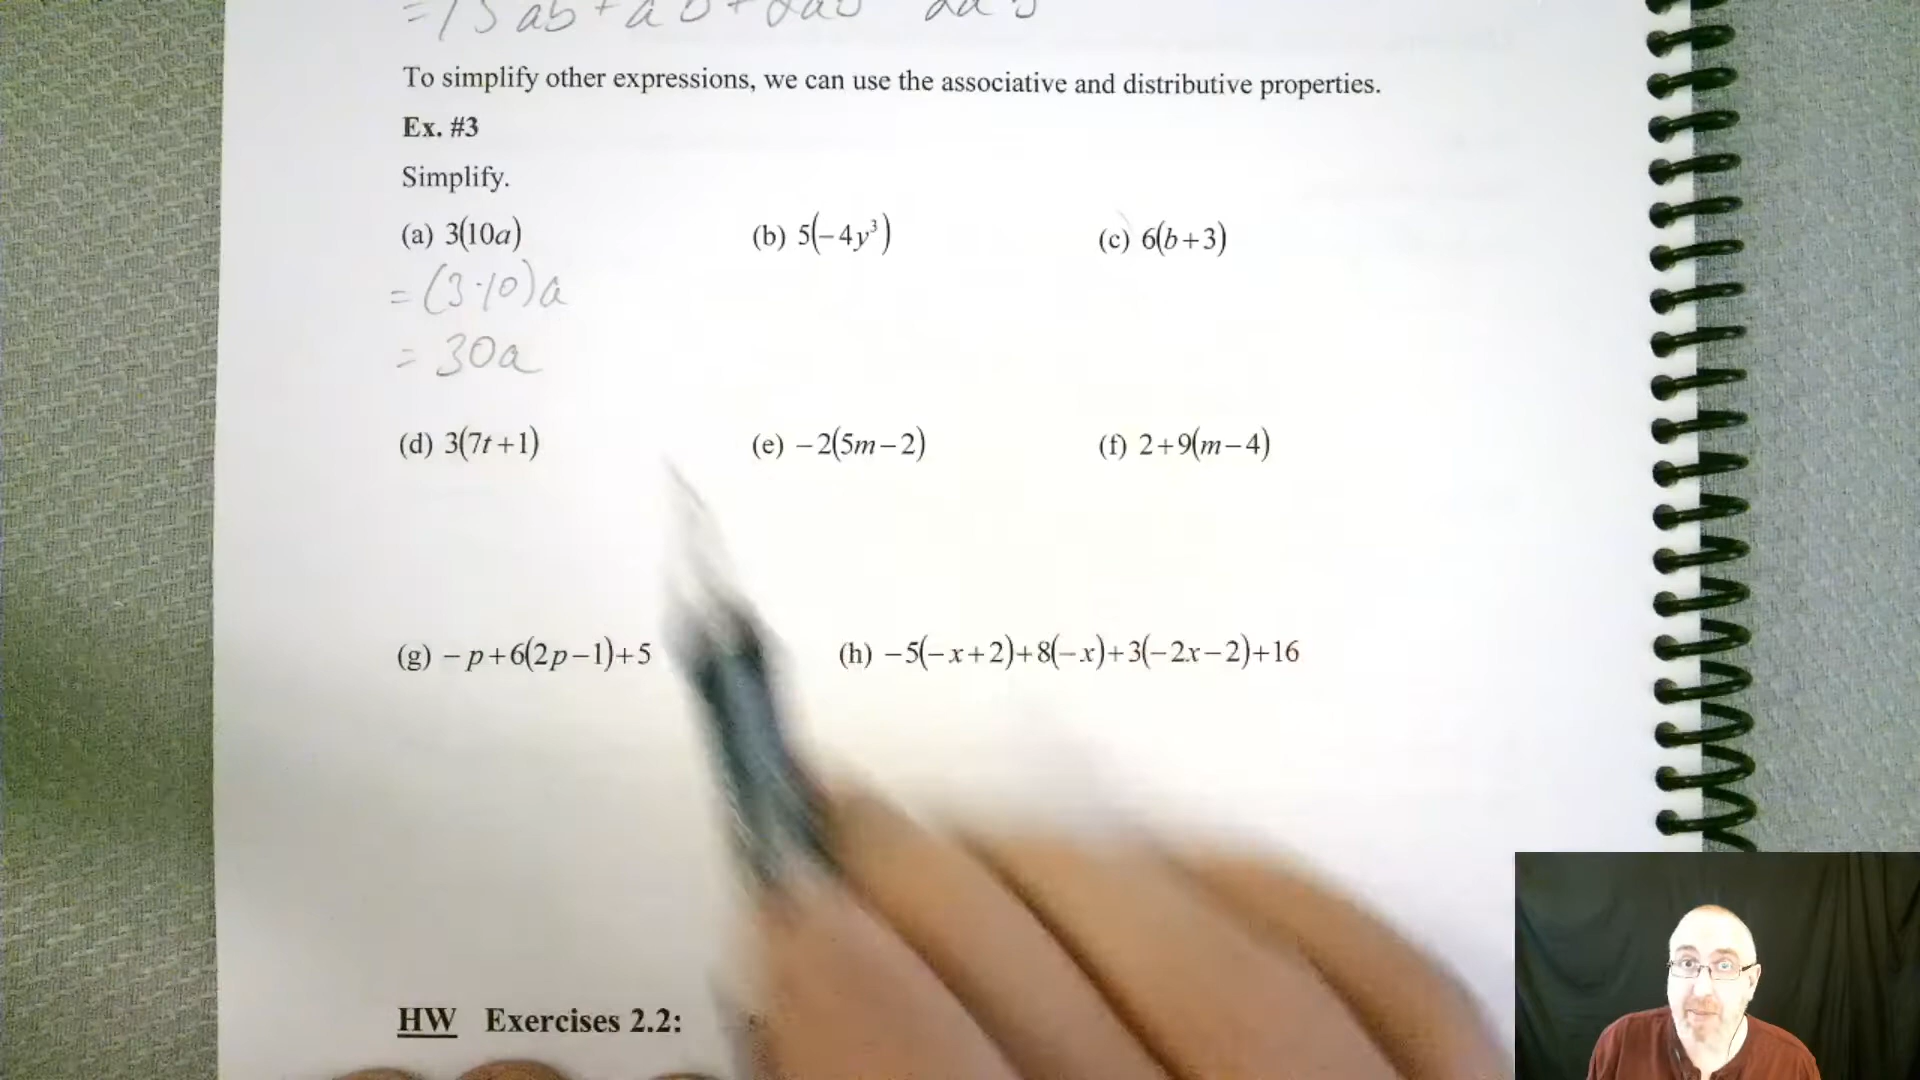 = 15ab + a
To simplify other expressions, we can use the associative and distributive properties.
Ex. #3
Simplify.
(a) 3(10a) (b) 5(−4y³) (c) 6(b+3)
= (3·10)a
= 30a
(d) 3(7t+1) (e) −2(5m−2) (f) 2+9(m−4)
(g) −p+6(2p−1)+5 (h) −5(−x+2)+8(−x)+3(−2x−2)+16
HW Exercises 2.2: